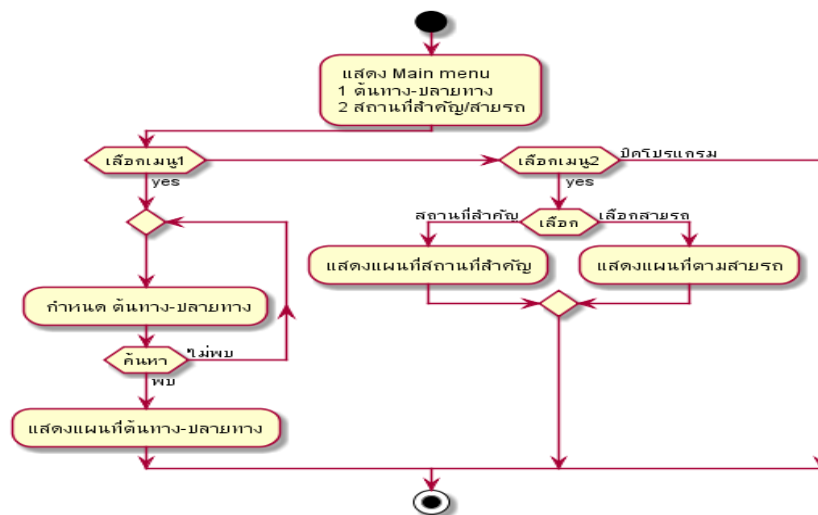 แสดง Main menu
1 ต้นทาง-ปลายทาง
2 สถานที่สำคัญ/สายรถ
เลือกเมนู1
yes
เลือกเมนู2
yes
ปิดโปรแกรม
สถานที่สำคัญ
เลือก
เลือกสายรถ
แสดงแผนที่สถานที่สำคัญ
แสดงแผนที่ตามสายรถ
กำหนด ต้นทาง-ปลายทาง
ค้นหา
ไม่พบ
พบ
แสดงแผนที่ต้นทาง-ปลายทาง